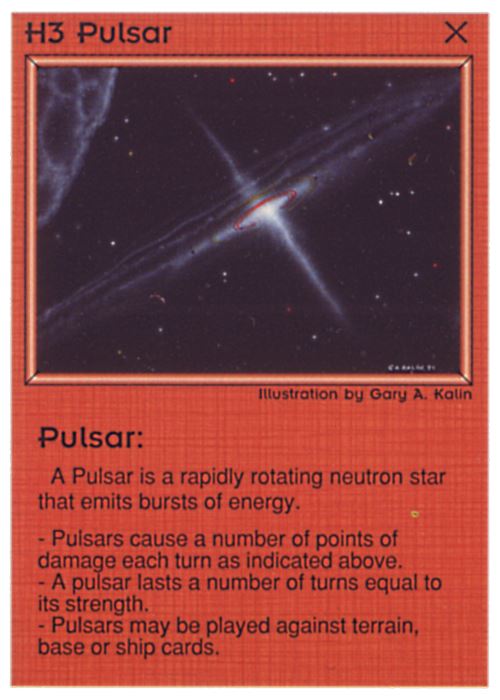 H3 Pulsar X
Illustration by Gary A. Kalin
Pulsar:
A Pulsar is a rapidly rotating neutron star
that emits bursts of energy.
- Pulsars cause a number of points of
damage each turn as indicated above.
- A pulsar lasts a number of turns equal to
its strength.
- Pulsars may be played against terrain,
base or ship cards.